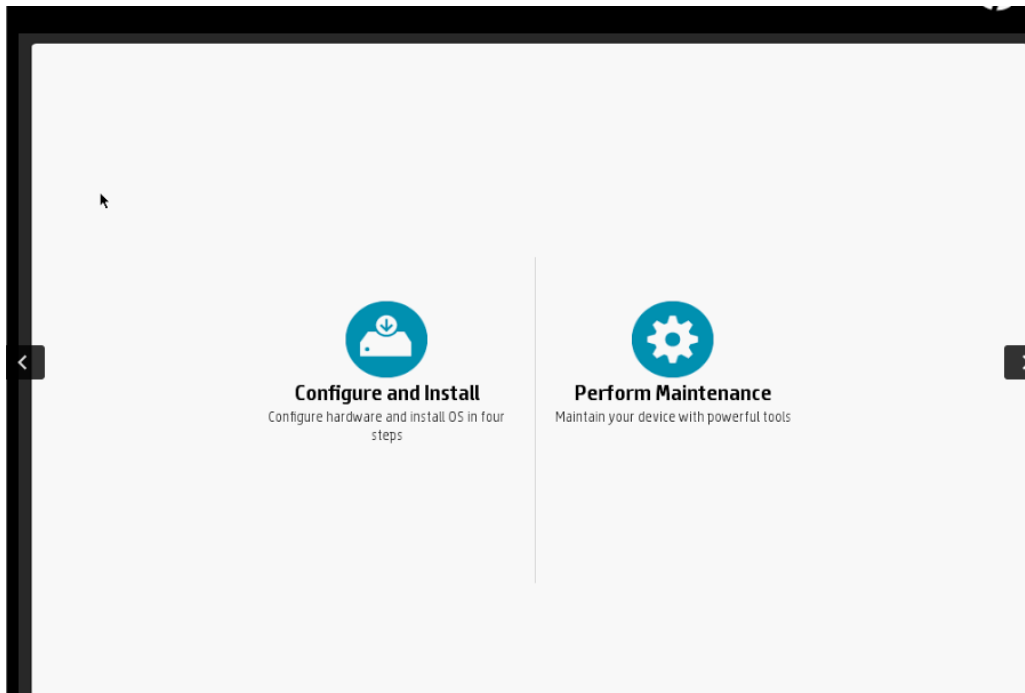 Configure and Install
Configure hardware and install OS in four
steps
Perform Maintenance
Maintain your device with powerful tools